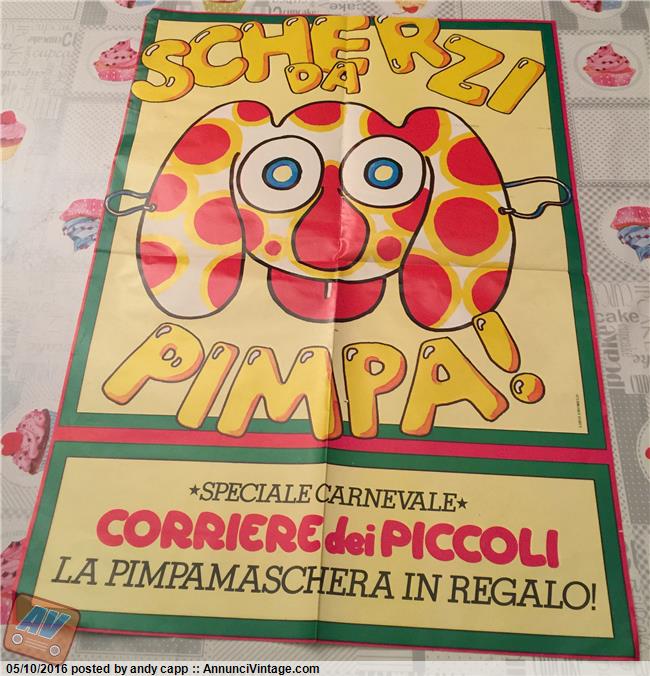 SCHERZI
DA
PIMPA!
★SPECIALE CARNEVALE★
CORRIERE dei PICCOLI
LA PIMPAMASCHERA IN REGALO!
AV
05/10/2016 posted by andy capp :: AnnunciVintage.com